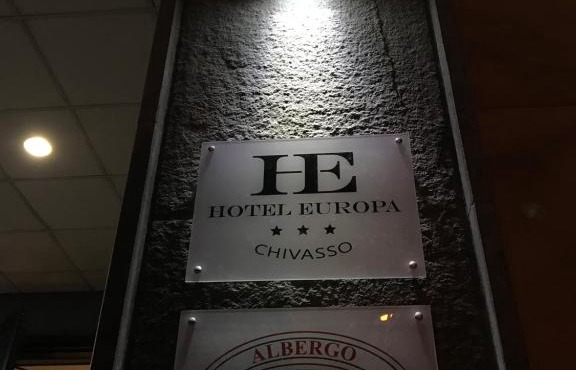 HE
HOTEL EUROPA
★ ★ ★
CHIVASSO
ALBERGO